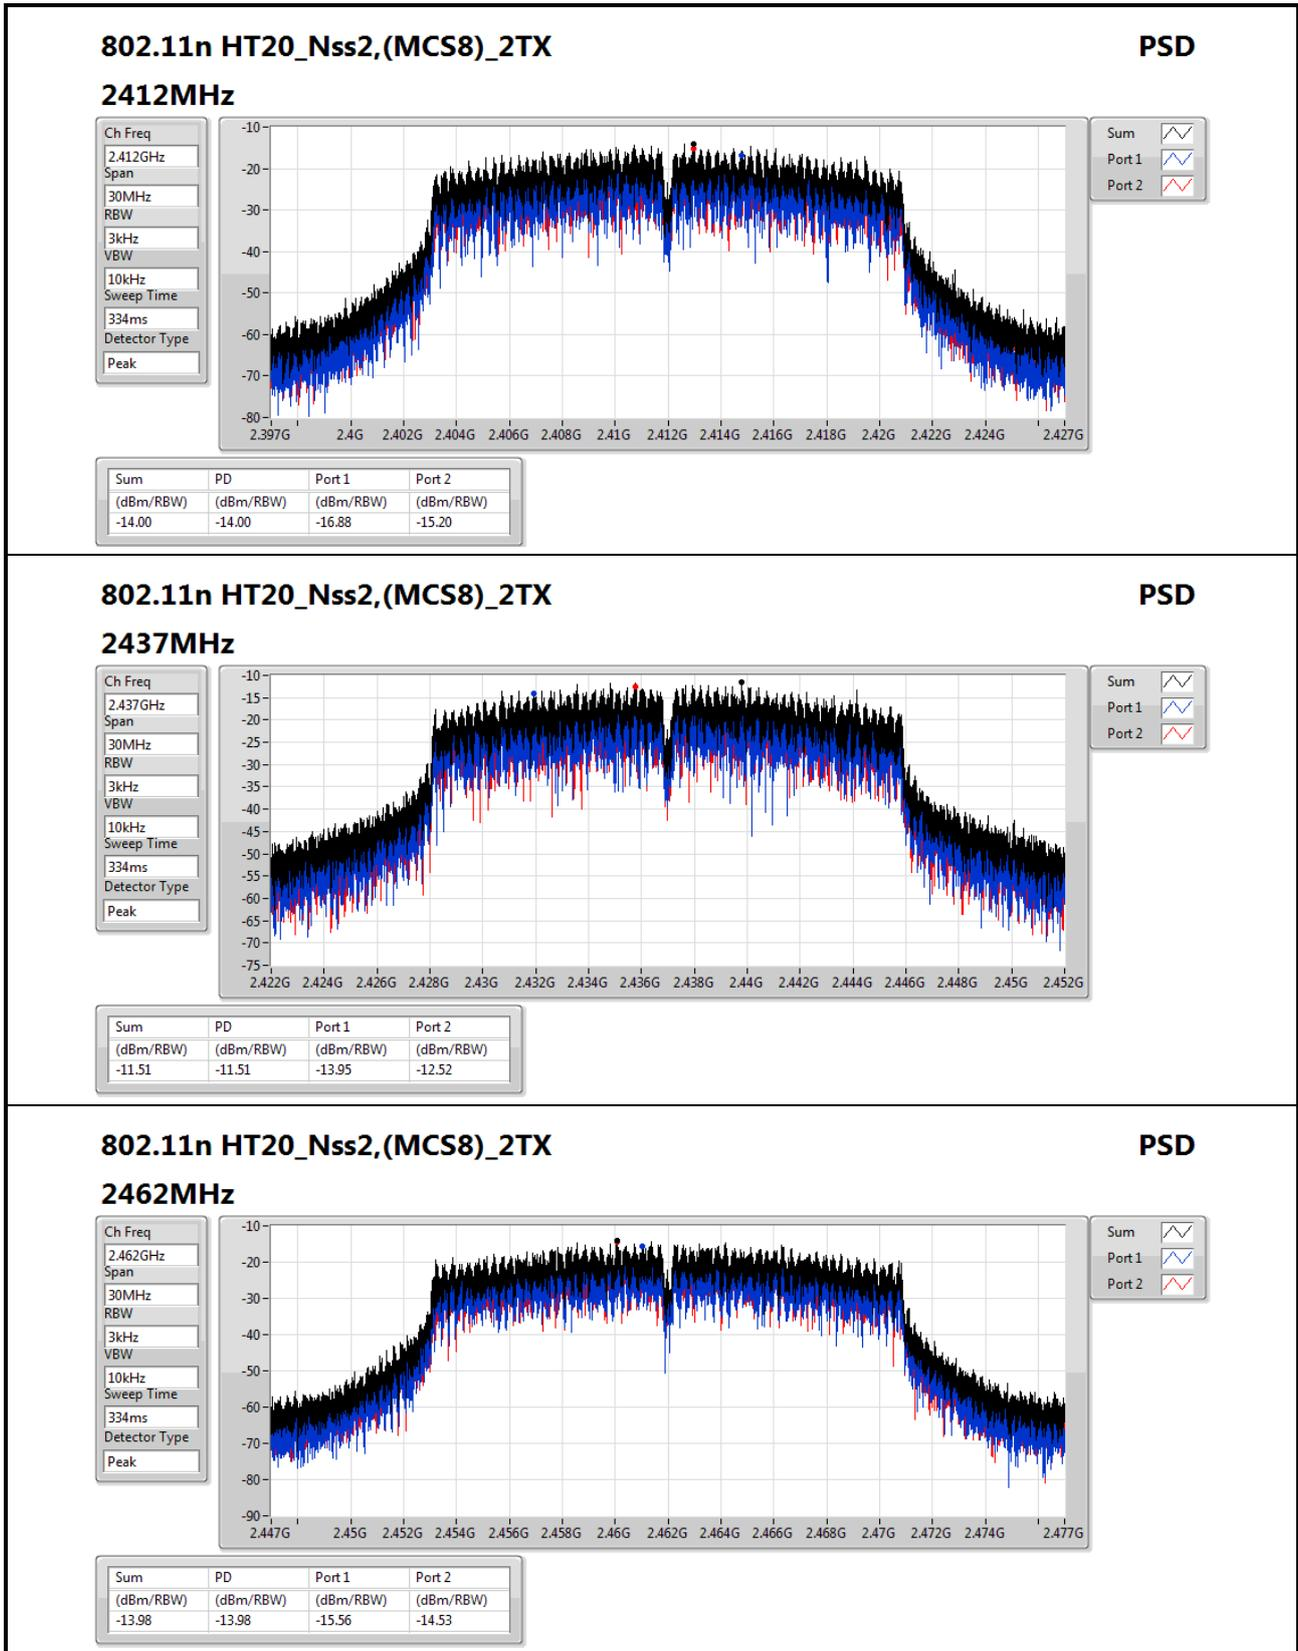 802.11n HT20_Nss2,(MCS8)_2TX PSD
2412MHz
Ch Freq
2.412GHz
Span
30MHz
RBW
3kHz
VBW
10kHz
Sweep Time
334ms
Detector Type
Peak
-10
-20
-30
-40
-50
-60
-70
-80
2.397G 2.4G 2.402G 2.404G 2.406G 2.408G 2.41G 2.412G 2.414G 2.416G 2.418G 2.42G 2.422G 2.424G 2.427G
Sum
Port 1
Port 2
Sum PD Port 1 Port 2
(dBm/RBW) (dBm/RBW) (dBm/RBW) (dBm/RBW)
-14.00 -14.00 -16.88 -15.20
802.11n HT20_Nss2,(MCS8)_2TX PSD
2437MHz
Ch Freq
2.437GHz
Span
30MHz
RBW
3kHz
VBW
10kHz
Sweep Time
334ms
Detector Type
Peak
-10
-15
-20
-25
-30
-35
-40
-45
-50
-55
-60
-65
-70
-75
2.422G 2.424G 2.426G 2.428G 2.43G 2.432G 2.434G 2.436G 2.438G 2.44G 2.442G 2.444G 2.446G 2.448G 2.45G 2.452G
Sum
Port 1
Port 2
Sum PD Port 1 Port 2
(dBm/RBW) (dBm/RBW) (dBm/RBW) (dBm/RBW)
-11.51 -11.51 -13.95 -12.52
802.11n HT20_Nss2,(MCS8)_2TX PSD
2462MHz
Ch Freq
2.462GHz
Span
30MHz
RBW
3kHz
VBW
10kHz
Sweep Time
334ms
Detector Type
Peak
-10
-20
-30
-40
-50
-60
-70
-80
-90
2.447G 2.45G 2.452G 2.454G 2.456G 2.458G 2.46G 2.462G 2.464G 2.466G 2.468G 2.47G 2.472G 2.474G 2.477G
Sum
Port 1
Port 2
Sum PD Port 1 Port 2
(dBm/RBW) (dBm/RBW) (dBm/RBW) (dBm/RBW)
-13.98 -13.98 -15.56 -14.53